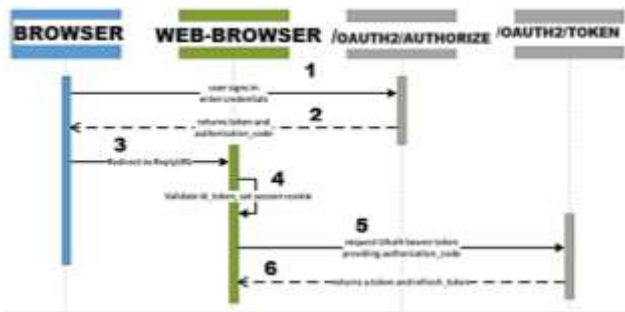 BROWSER
WEB-BROWSER
/OAUTH2/AUTHORIZE
/OAUTH2/TOKEN
1
user signs in
enter credentials
2
returns token and
authorization_code
3
Redirect to ReplyURL
4
Validate id_token, set session cookie
5
request OAuth bearer token
providing authorization_code
6
returns a token and refresh_token